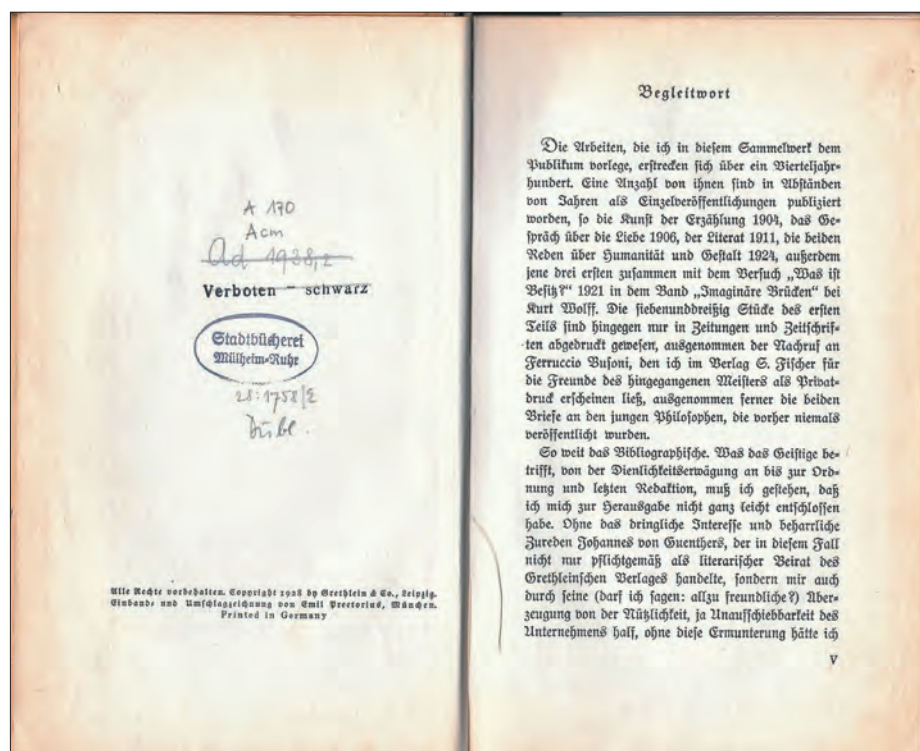 A 170
Acm
Ad 1938,2
Verboten – schwarz
Stadtbücherei
Mülheim-Ruhr
28:1758/2
Alle Rechte vorbehalten. Copyright 1928 by Grethlein & Co., Leipzig.
Einband- und Umschlagzeichnung von Emil Preetorius, München.
Printed in Germany
Begleitwort
Die Arbeiten, die ich in diesem Sammelwerk dem
Publikum vorlege, erstrecken sich über ein Vierteljahr-
hundert. Eine Anzahl von ihnen sind in Abständen
von Jahren als Einzelveröffentlichungen publiziert
worden, so die Kunst der Erzählung 1904, das Ge-
spräch über die Liebe 1906, der Literat 1911, die beiden
Reden über Humanität und Gestalt 1924, außerdem
jene drei ersten zusammen mit dem Versuch „Was ist
Besitz?“ 1921 in dem Band „Imaginäre Brücken“ bei
Kurt Wolff. Die siebenunddreißig Stücke des ersten
Teils sind hingegen nur in Zeitungen und Zeitschrif-
ten abgedruckt gewesen, ausgenommen der Nachruf an
Ferruccio Busoni, den ich im Verlag S. Fischer für
die Freunde des hingegangenen Meisters als Privat-
druck erscheinen ließ, ausgenommen ferner die beiden
Briefe an den jungen Philosophen, die vorher niemals
veröffentlicht wurden.
So weit das Bibliographische. Was das Geistige be-
trifft, von der Dienlichkeitserwägung an bis zur Ord-
nung und letzten Redaktion, muß ich gestehen, daß
ich mich zur Herausgabe nicht ganz leicht entschlossen
habe. Ohne das dringliche Interesse und beharrliche
Zureden Johannes von Guenthers, der in diesem Fall
nicht nur pflichtgemäß als literarischer Beirat des
Grethleinschen Verlages handelte, sondern mir auch
durch seine (darf ich sagen: allzu freundliche?) Über-
zeugung von der Nützlichkeit, ja Unaufschiebbarkeit des
Unternehmens half, ohne diese Ermunterung hätte ich
V